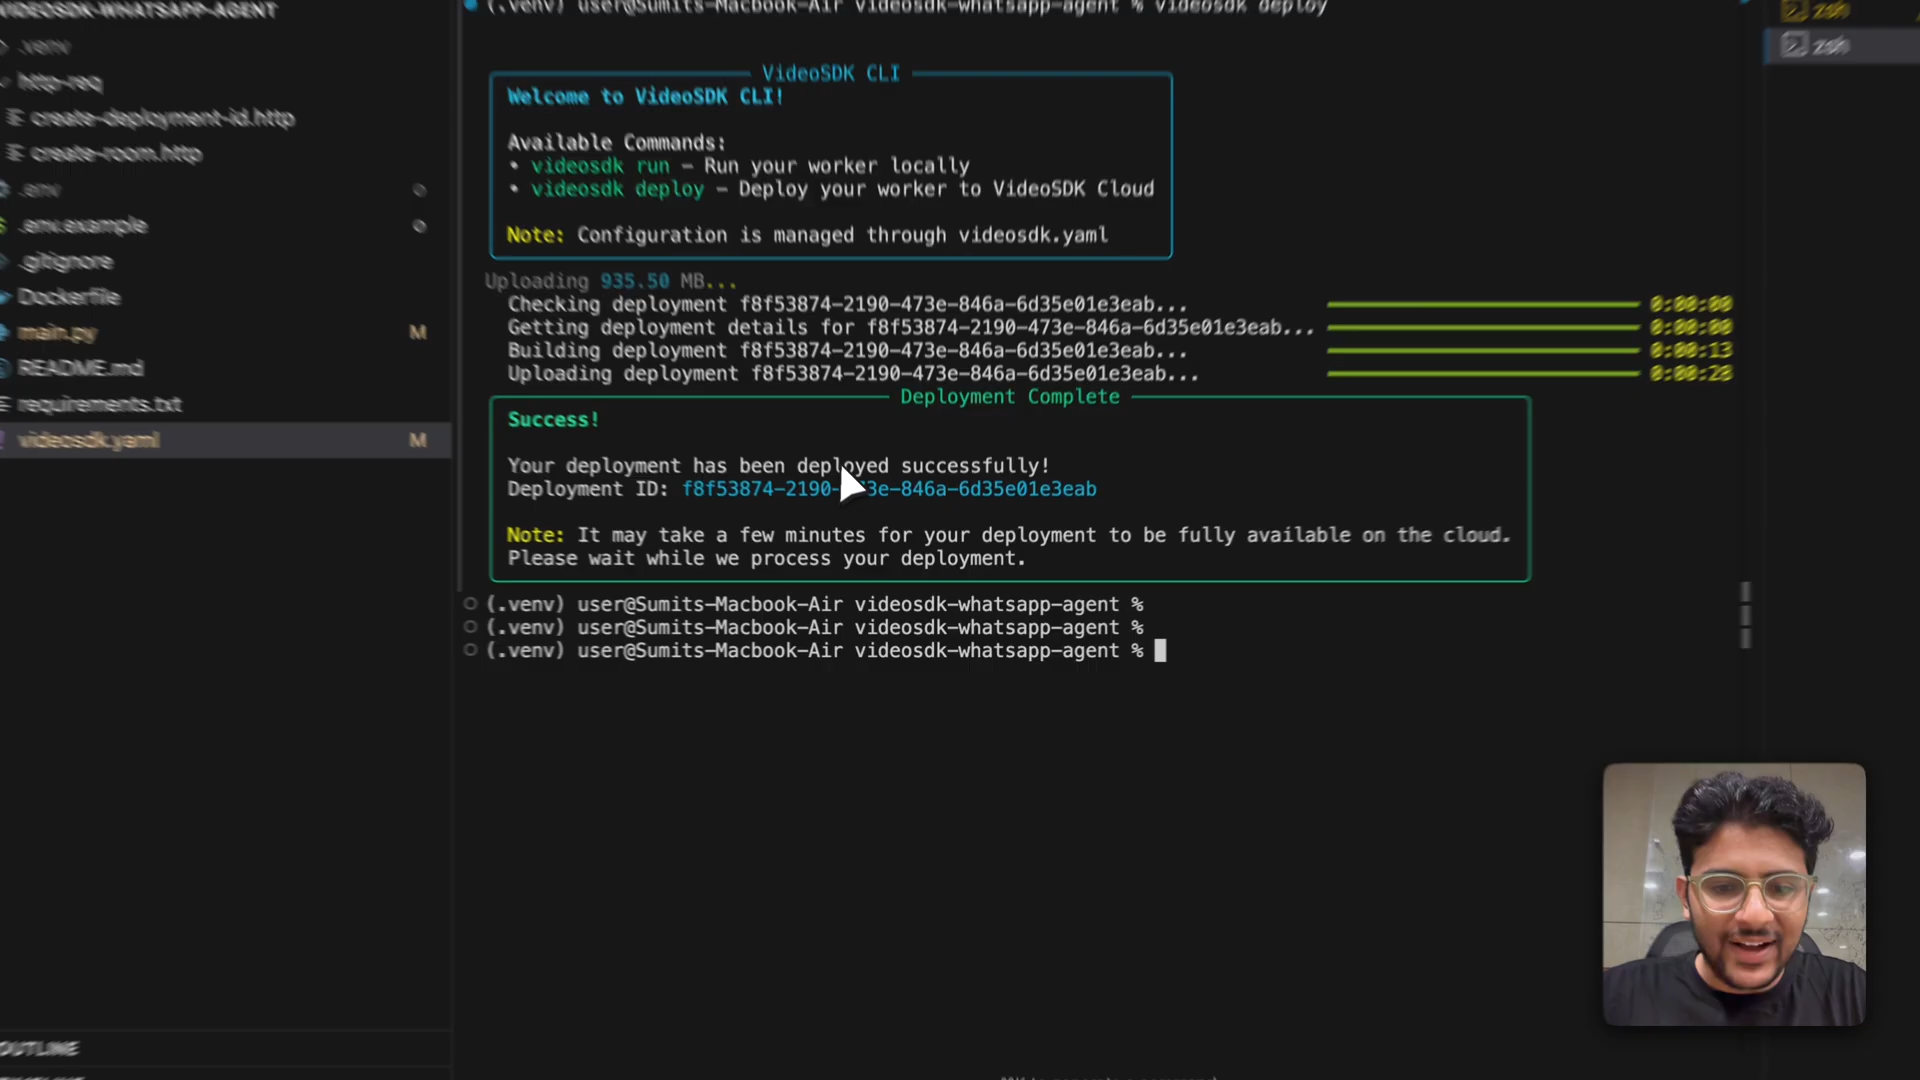 VIDEOSDK-WHATSAPP-AGENT
.venv
http-req
create-deployment-id.http
create-room.http
.env
.env.example
.gitignore
Dockerfile
main.py M
README.md
requirements.txt
videosdk.yaml M
OUTLINE
(.venv) user@Sumits-Macbook-Air videosdk-whatsapp-agent % videosdk deploy
VideoSDK CLI
Welcome to VideoSDK CLI!
Available Commands:
• videosdk run – Run your worker locally
• videosdk deploy – Deploy your worker to VideoSDK Cloud
Note: Configuration is managed through videosdk.yaml
Uploading 935.50 MB...
Checking deployment f8f53874-2190-473e-846a-6d35e01e3eab... 0:00:00
Getting deployment details for f8f53874-2190-473e-846a-6d35e01e3eab... 0:00:00
Building deployment f8f53874-2190-473e-846a-6d35e01e3eab... 0:00:13
Uploading deployment f8f53874-2190-473e-846a-6d35e01e3eab... 0:00:28
Deployment Complete
Success!
Your deployment has been deployed successfully!
Deployment ID: f8f53874-2190-473e-846a-6d35e01e3eab
Note: It may take a few minutes for your deployment to be fully available on the cloud.
Please wait while we process your deployment.
(.venv) user@Sumits-Macbook-Air videosdk-whatsapp-agent %
(.venv) user@Sumits-Macbook-Air videosdk-whatsapp-agent %
(.venv) user@Sumits-Macbook-Air videosdk-whatsapp-agent %
zsh
zsh